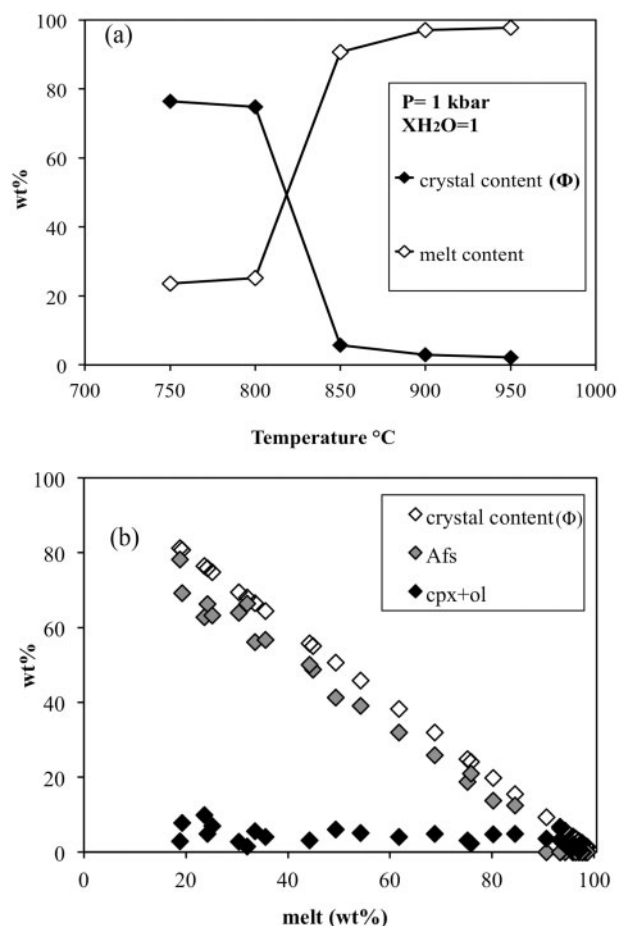 (a)
100
80
60
40
20
0
wt%
P= 1 kbar
XH2O=1
crystal content (Φ)
melt content
700 750 800 850 900 950 1000
Temperature °C
(b)
100
80
60
40
20
0
wt%
crystal content(Φ)
Afs
cpx+ol
0 20 40 60 80 100
melt (wt%)